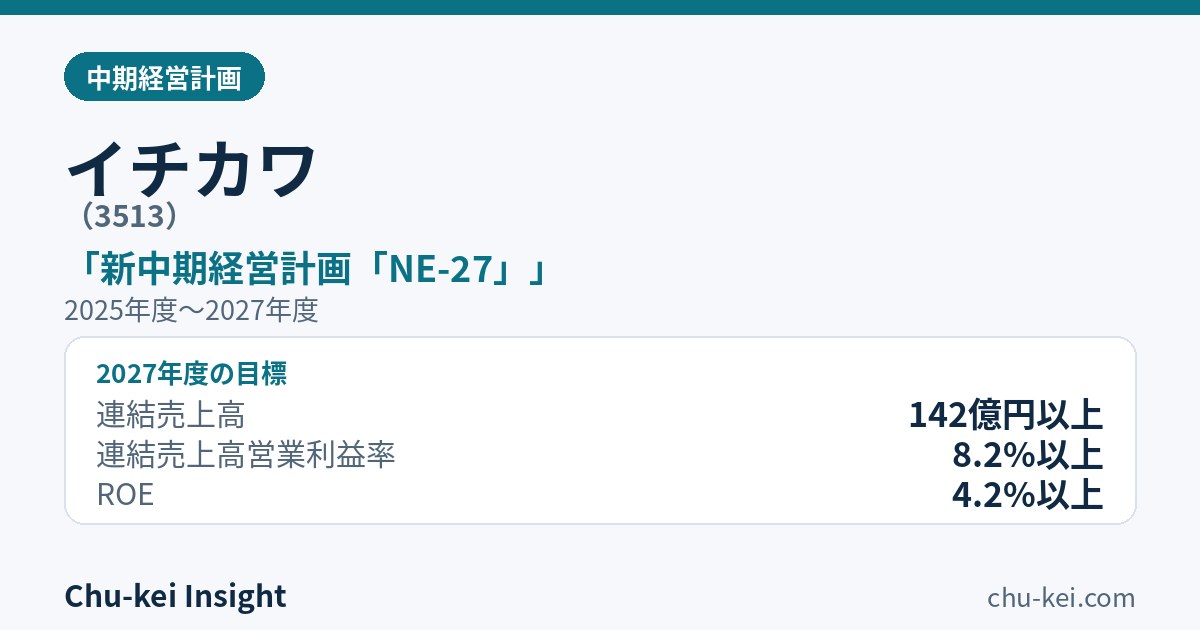 中期経営計画
イチカワ
（3513）
「新中期経営計画「NE-27」」
2025年度～2027年度
2027年度の目標
連結売上高 142億円以上
連結売上高営業利益率 8.2%以上
ROE 4.2%以上
Chu-kei Insight chu-kei.com